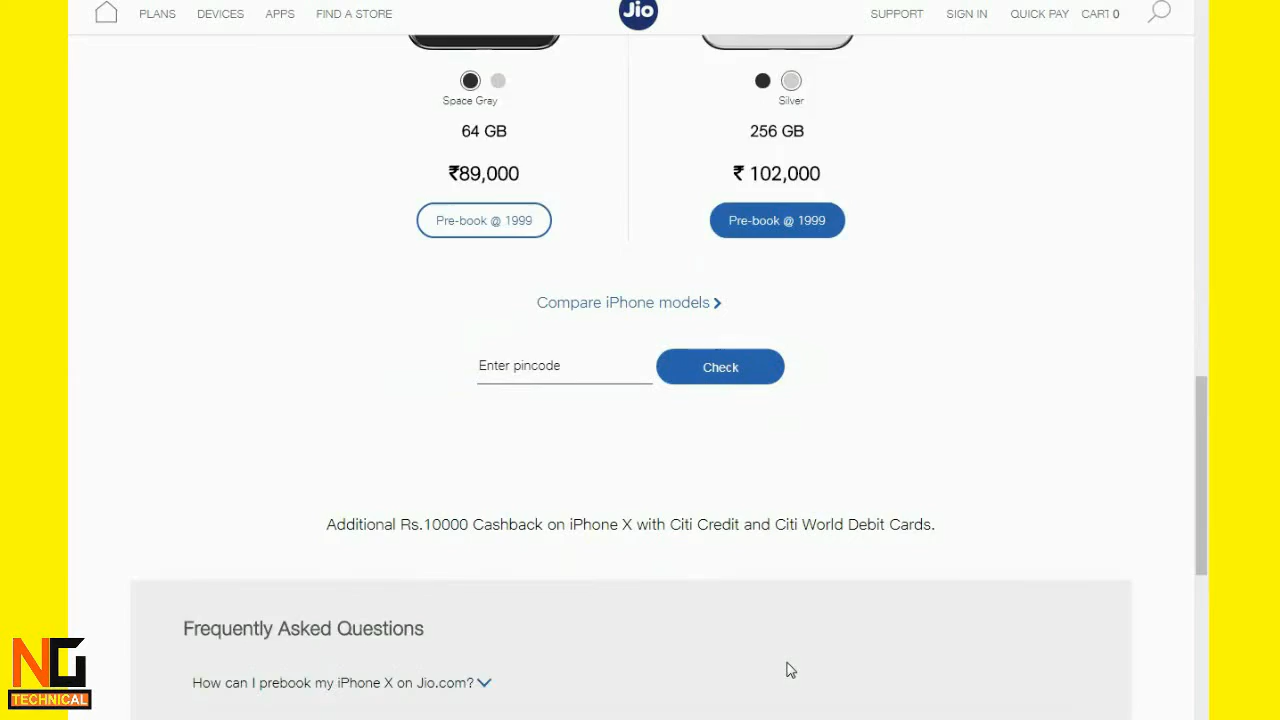 PLANS DEVICES APPS FIND A STORE Jio SUPPORT SIGN IN QUICK PAY CART 0
Space Gray Silver
64 GB 256 GB
₹89,000 ₹ 102,000
Pre-book @ 1999 Pre-book @ 1999
Compare iPhone models
Enter pincode Check
Additional Rs.10000 Cashback on iPhone X with Citi Credit and Citi World Debit Cards.
Frequently Asked Questions
How can I prebook my iPhone X on Jio.com?
NG
TECHNICAL